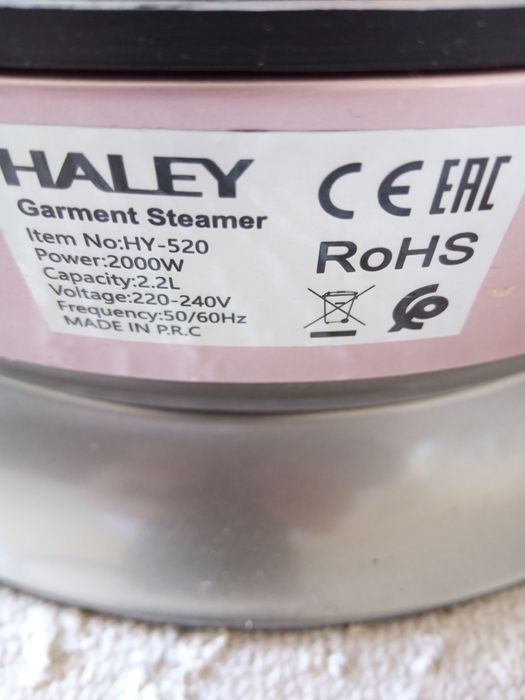 HALEY
Garment Steamer
Item No:HY-520
Power:2000W
Capacity:2.2L
Voltage:220-240V
Frequency:50/60Hz
MADE IN P.R.C
CE EAC
RoHS